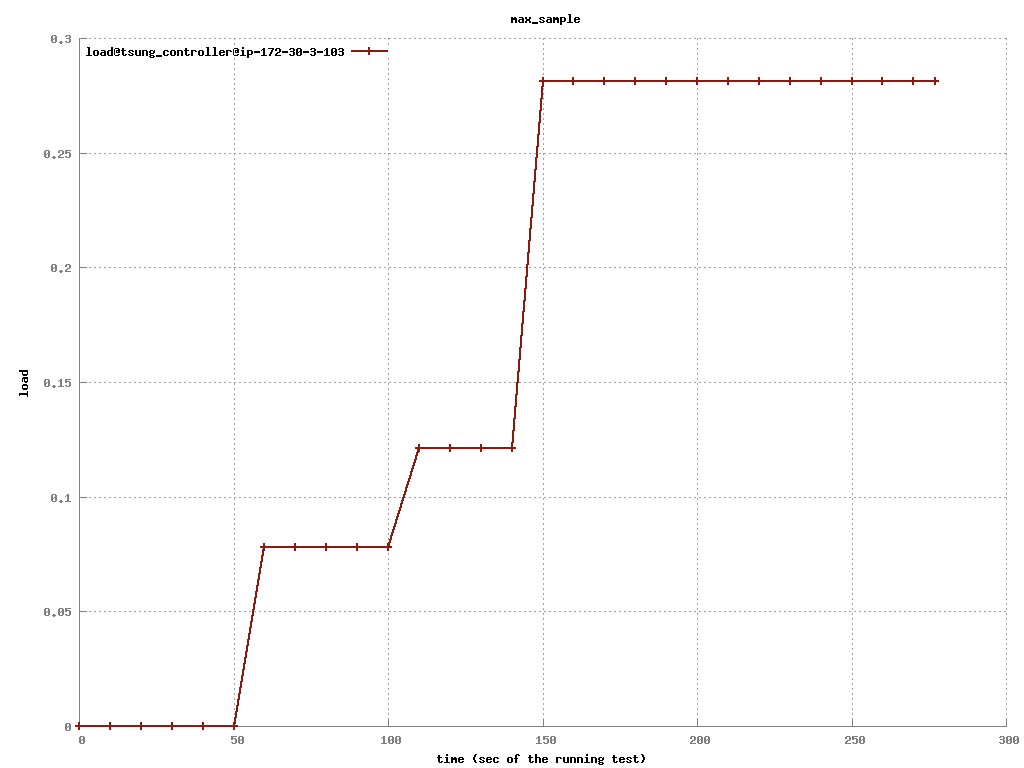 max_sample
load@tsung_controller@ip-172-30-3-103
0.3
0.25
0.2
0.15
0.1
0.05
0
load
0 50 100 150 200 250 300
time (sec of the running test)